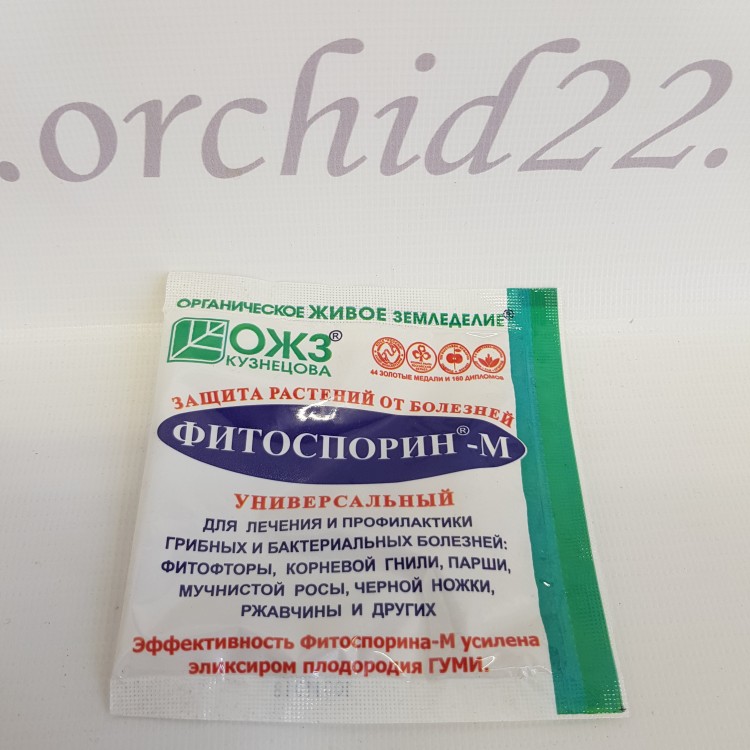 .orchid22.
ОРГАНИЧЕСКОЕ ЖИВОЕ ЗЕМЛЕДЕЛИЕ®
ОЖЗ®
КУЗНЕЦОВА
44 ЗОЛОТЫЕ МЕДАЛИ И 160 ДИПЛОМОВ
ЗАЩИТА РАСТЕНИЙ ОТ БОЛЕЗНЕЙ
ФИТОСПОРИН®-М
УНИВЕРСАЛЬНЫЙ
ДЛЯ ЛЕЧЕНИЯ И ПРОФИЛАКТИКИ
ГРИБНЫХ И БАКТЕРИАЛЬНЫХ БОЛЕЗНЕЙ:
ФИТОФТОРЫ, КОРНЕВОЙ ГНИЛИ, ПАРШИ,
МУЧНИСТОЙ РОСЫ, ЧЕРНОЙ НОЖКИ,
РЖАВЧИНЫ И ДРУГИХ
Эффективность Фитоспорина-М усилена
эликсиром плодородия ГУМИ.